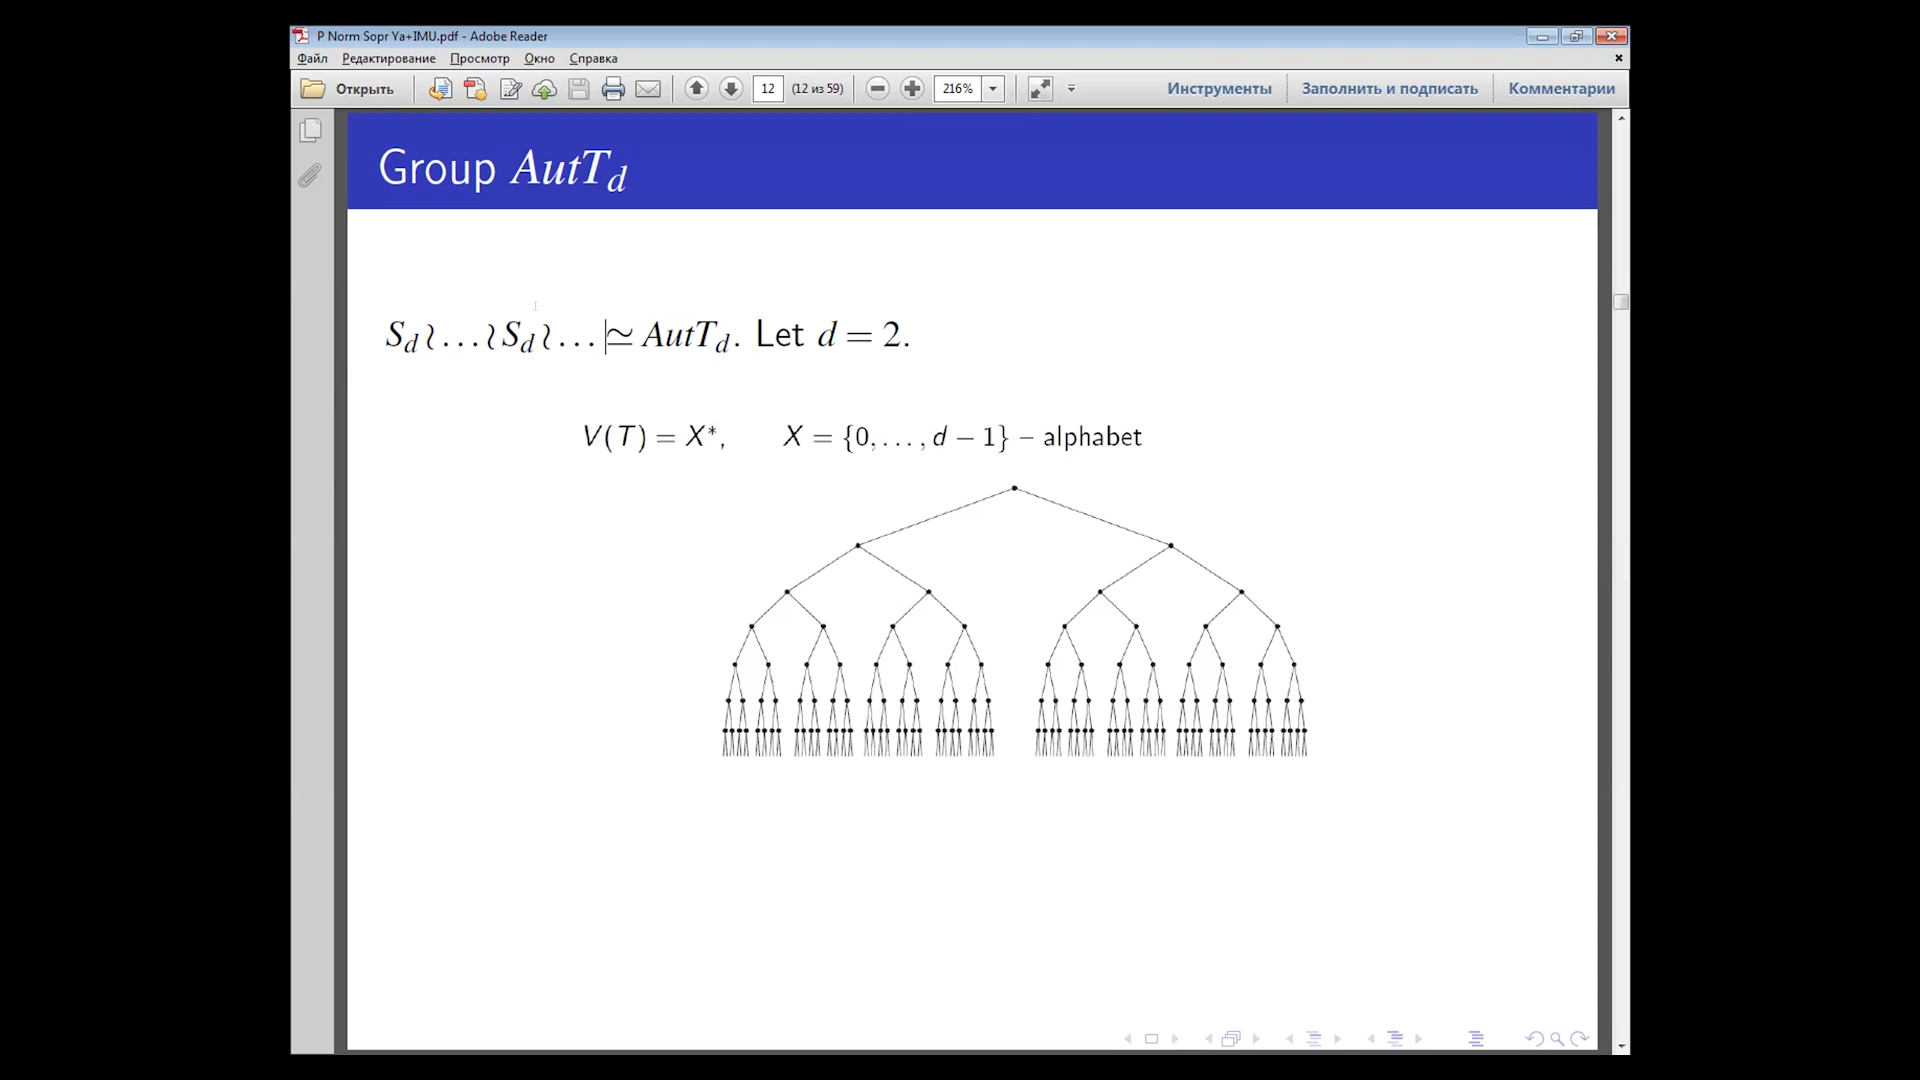 P Norm Sopr Ya+IMU.pdf - Adobe Reader
Файл Редактирование Просмотр Окно Справка
Открыть 12 (12 из 59) 216% Инструменты Заполнить и подписать Комментарии
Group AutT_d
S_d ≀ … ≀ S_d ≀ … ≃ AutT_d. Let d = 2.
V(T) = X*, X = {0, …, d − 1} – alphabet